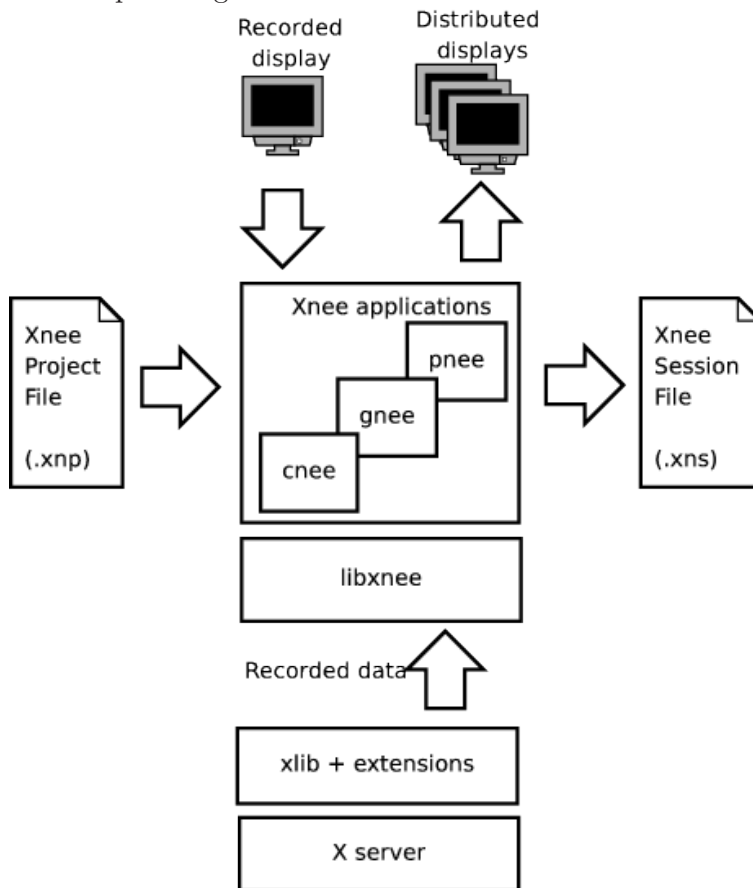 Recorded
display
Distributed
displays
Xnee applications
Xnee
Project
File
(.xnp)
pnee
gnee
cnee
Xnee
Session
File
(.xns)
libxnee
Recorded data
xlib + extensions
X server